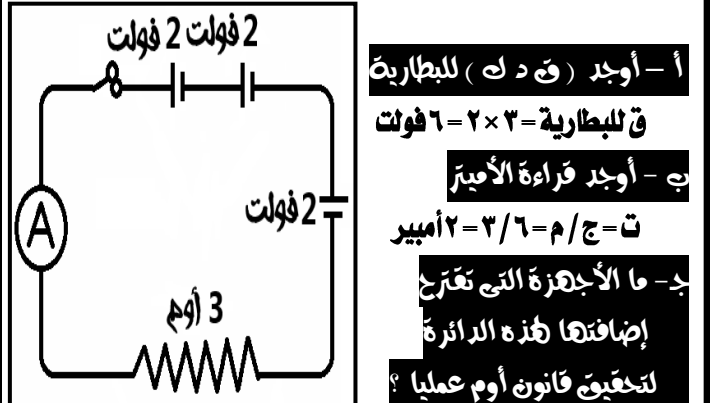 2 فولت 2 فولت
2 فولت
A
3 أوم
أ – أوجد ( ق د ك ) للبطارية
ق للبطارية = ٣ × ٢ = ٦ فولت
ب - أوجد قراءة الأميتر
ت = ج / م = ٦ / ٣ = ٢ أمبير
جـ - ما الأجهزة التى تقترح
إضافتها لهذه الدائرة
لتحقيق قانون أوم عمليا ؟